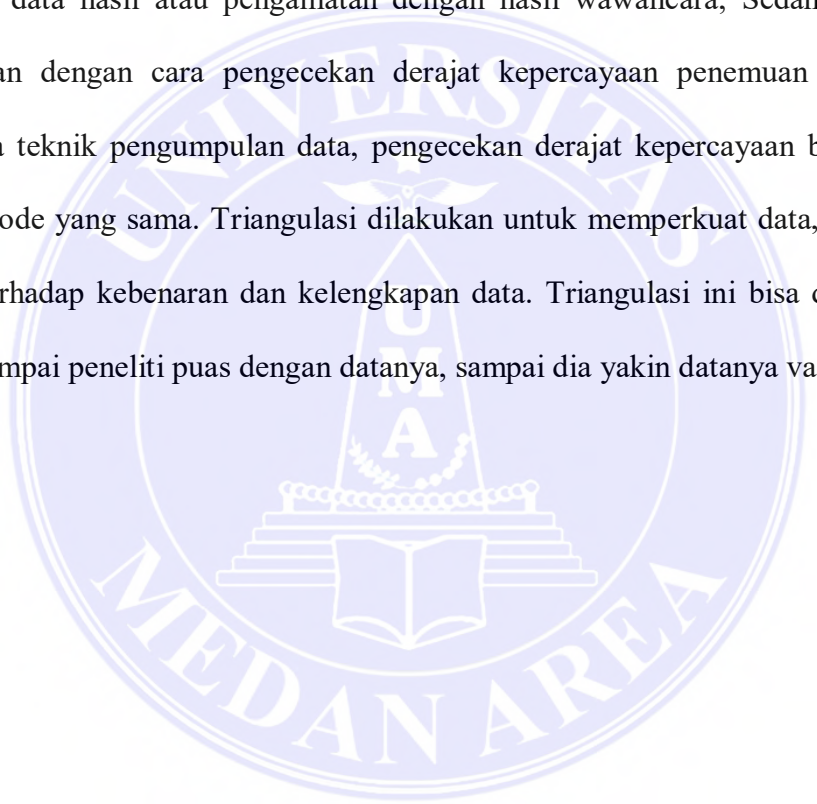 data hasil atau pengamatan dengan hasil wawancara, Sedan
an dengan cara pengecekan derajat kepercayaan penemuan
teknik pengumpulan data, pengecekan derajat kepercayaan b
ode yang sama. Triangulasi dilakukan untuk memperkuat data,
rhadap kebenaran dan kelengkapan data. Triangulasi ini bisa
mpai peneliti puas dengan datanya, sampai dia yakin datanya va
UNIVERSITAS
UMA
MEDAN AREA